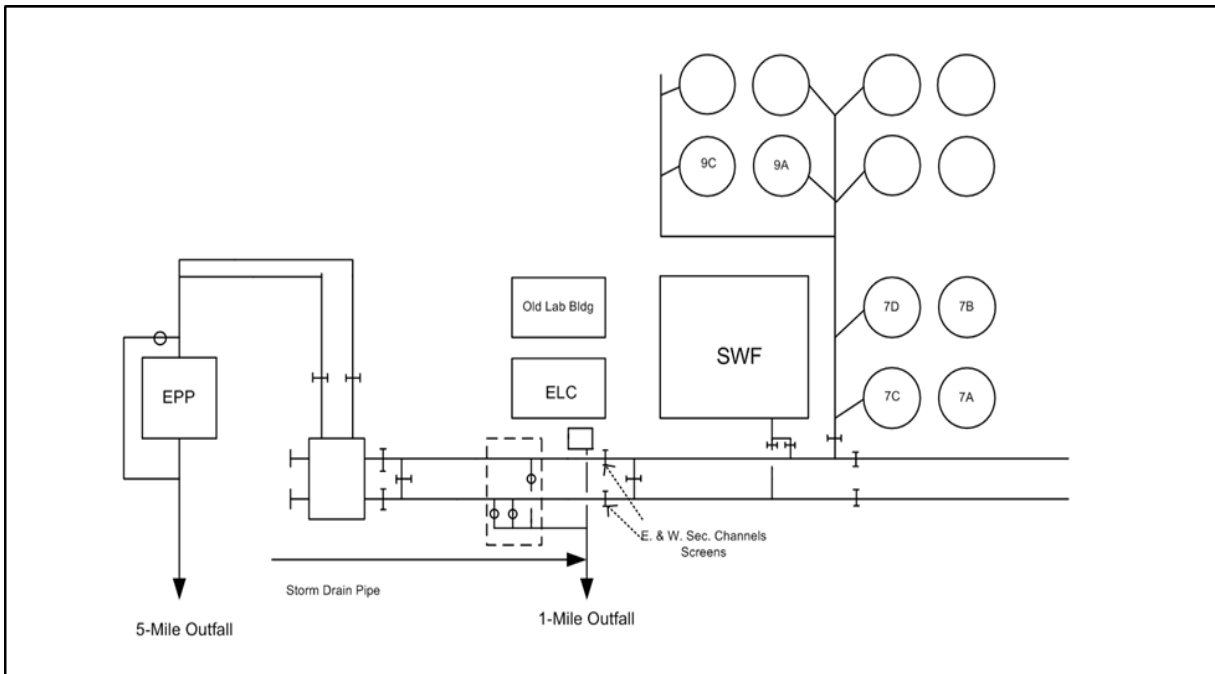 9C
9A
Old Lab Bldg
7D
7B
SWF
EPP
ELC
7C
7A
E. & W. Sec. Channels
Screens
Storm Drain Pipe
1-Mile Outfall
5-Mile Outfall